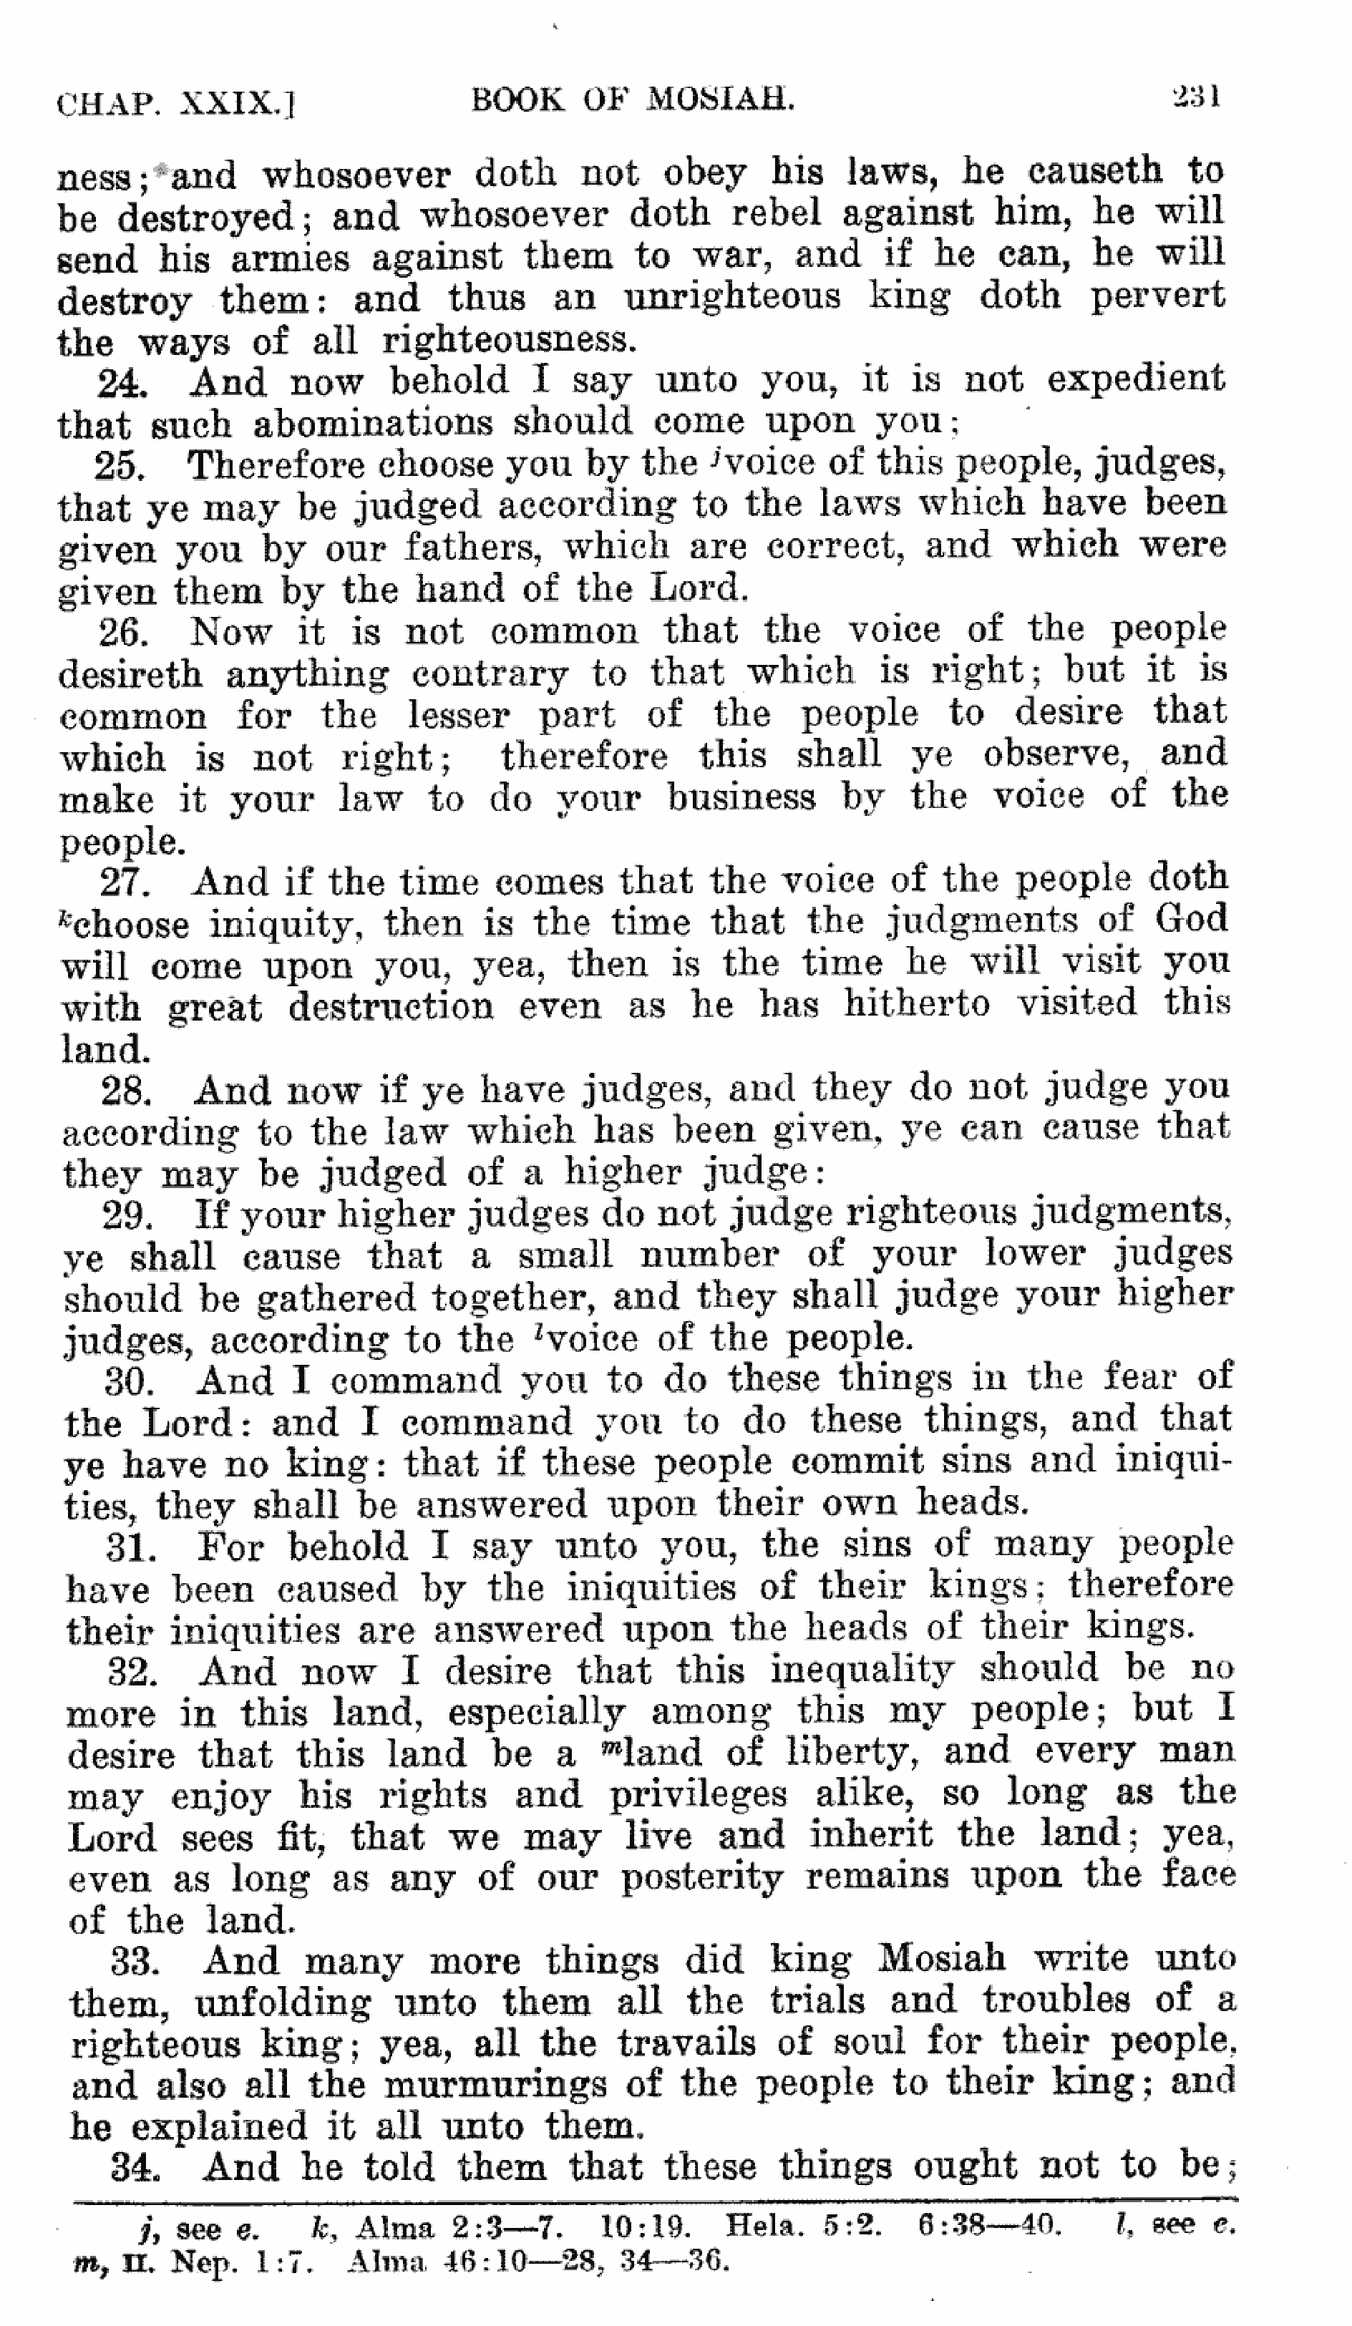 CHAP. XXIX.] BOOK OF MOSIAH. 231
ness; and whosoever doth not obey his laws, he causeth to
be destroyed; and whosoever doth rebel against him, he will
send his armies against them to war, and if he can, he will
destroy them: and thus an unrighteous king doth pervert
the ways of all righteousness.
24. And now behold I say unto you, it is not expedient
that such abominations should come upon you;
25. Therefore choose you by the jvoice of this people, judges,
that ye may be judged according to the laws which have been
given you by our fathers, which are correct, and which were
given them by the hand of the Lord.
26. Now it is not common that the voice of the people
desireth anything contrary to that which is right; but it is
common for the lesser part of the people to desire that
which is not right; therefore this shall ye observe, and
make it your law to do your business by the voice of the
people.
27. And if the time comes that the voice of the people doth
kchoose iniquity, then is the time that the judgments of God
will come upon you, yea, then is the time he will visit you
with great destruction even as he has hitherto visited this
land.
28. And now if ye have judges, and they do not judge you
according to the law which has been given, ye can cause that
they may be judged of a higher judge:
29. If your higher judges do not judge righteous judgments,
ye shall cause that a small number of your lower judges
should be gathered together, and they shall judge your higher
judges, according to the lvoice of the people.
30. And I command you to do these things in the fear of
the Lord: and I command you to do these things, and that
ye have no king: that if these people commit sins and iniqui-
ties, they shall be answered upon their own heads.
31. For behold I say unto you, the sins of many people
have been caused by the iniquities of their kings; therefore
their iniquities are answered upon the heads of their kings.
32. And now I desire that this inequality should be no
more in this land, especially among this my people; but I
desire that this land be a mland of liberty, and every man
may enjoy his rights and privileges alike, so long as the
Lord sees fit, that we may live and inherit the land; yea,
even as long as any of our posterity remains upon the face
of the land.
33. And many more things did king Mosiah write unto
them, unfolding unto them all the trials and troubles of a
righteous king; yea, all the travails of soul for their people,
and also all the murmurings of the people to their king; and
he explained it all unto them.
34. And he told them that these things ought not to be;
j, see e. k, Alma 2:3—7. 10:19. Hela. 5:2. 6:38—40. l, see e.
m, II. Nep. 1:7. Alma 46:10—28, 34—36.